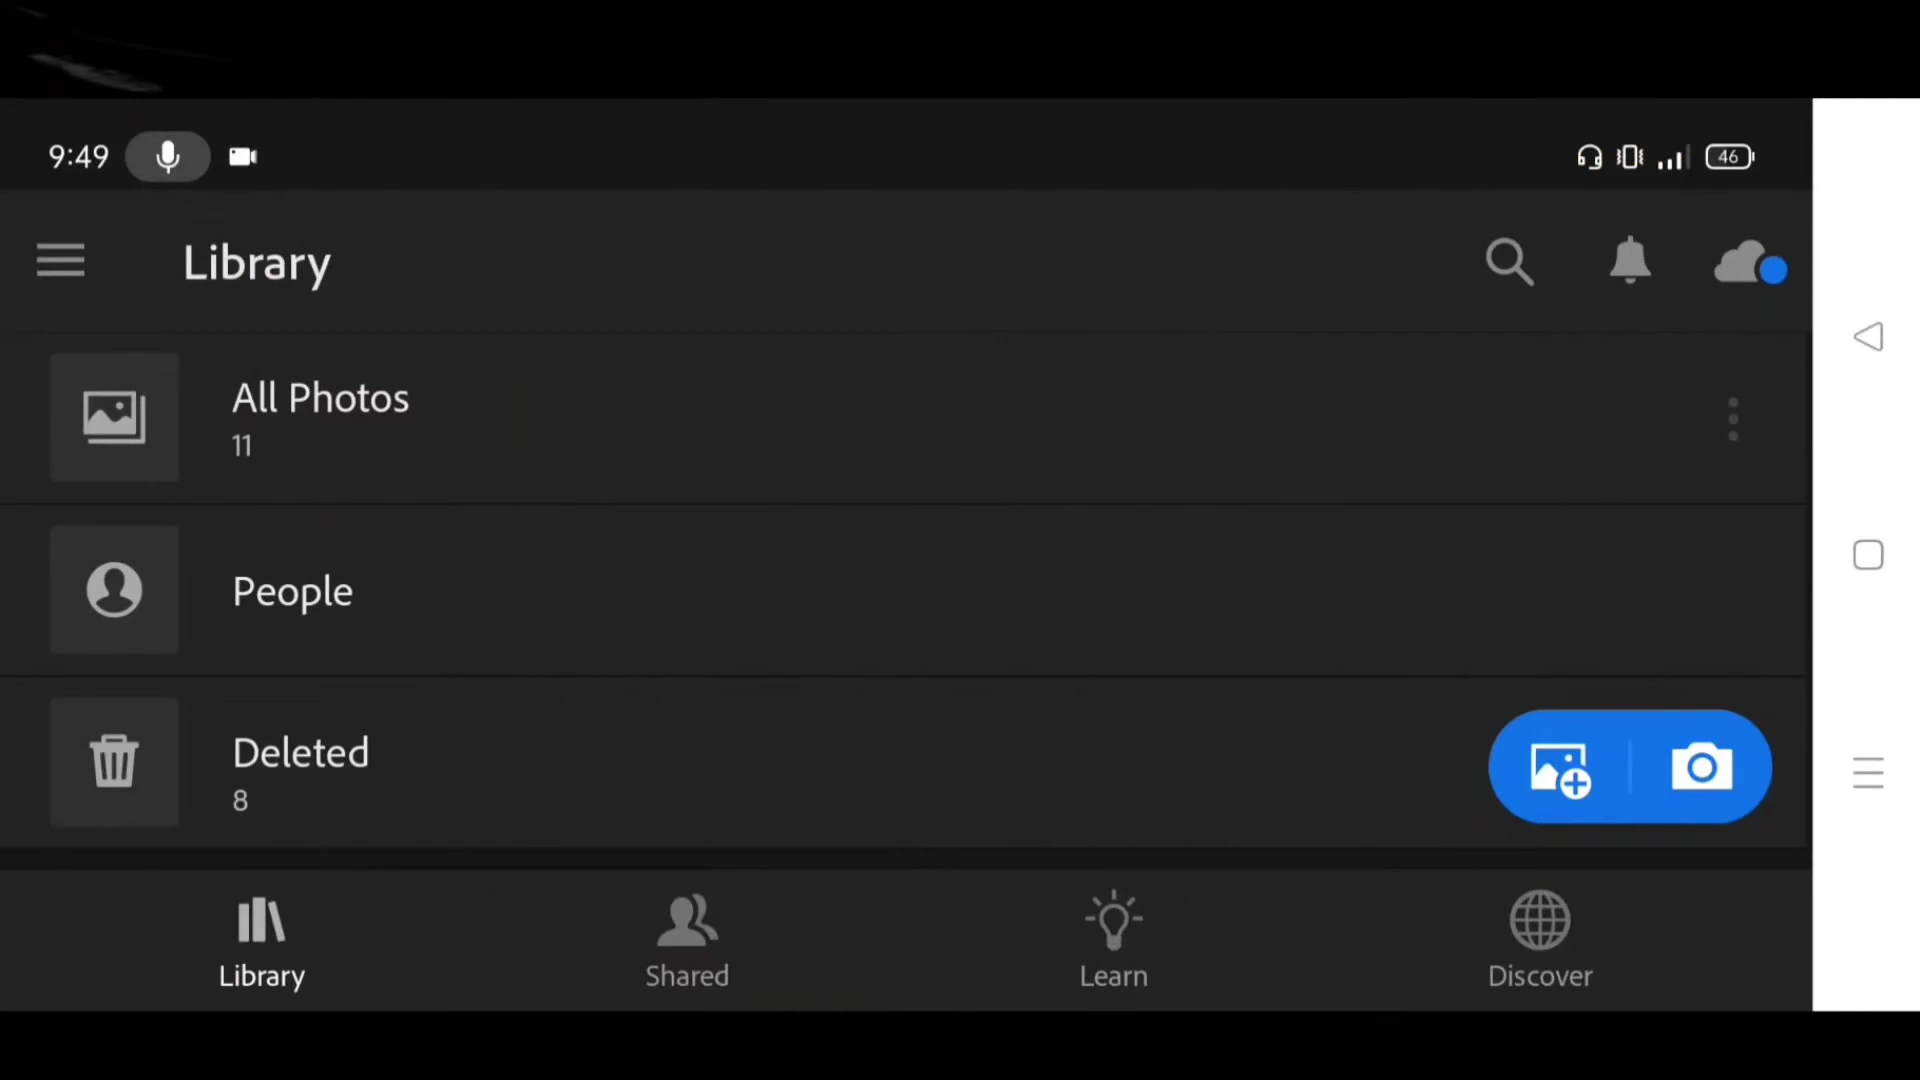 9:49
46
Library
All Photos
11
People
Deleted
8
Library
Shared
Learn
Discover